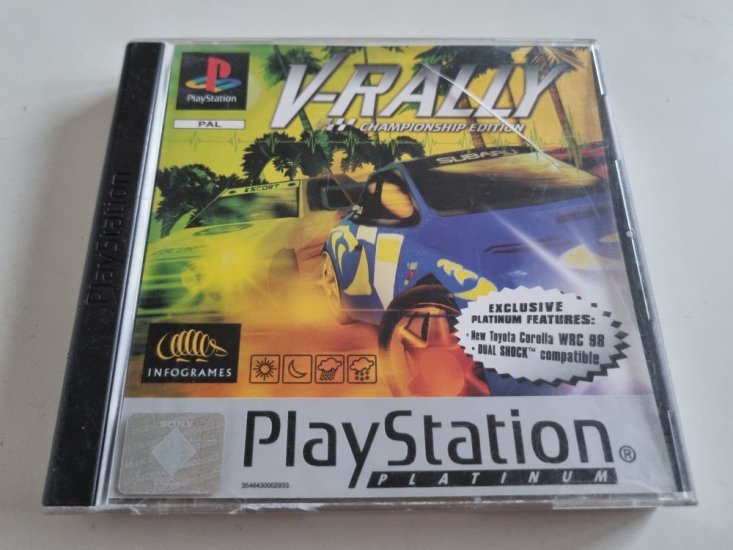 PlayStation
PlayStation
PAL
V-RALLY
CHAMPIONSHIP EDITION
SUBARU
ESCORT
EXCLUSIVE
PLATINUM FEATURES:
• New Toyota Corolla WRC 98
• DUAL SHOCK™ compatible
INFOGRAMES
SONY
PlayStation®
PLATINUM
3546430002933